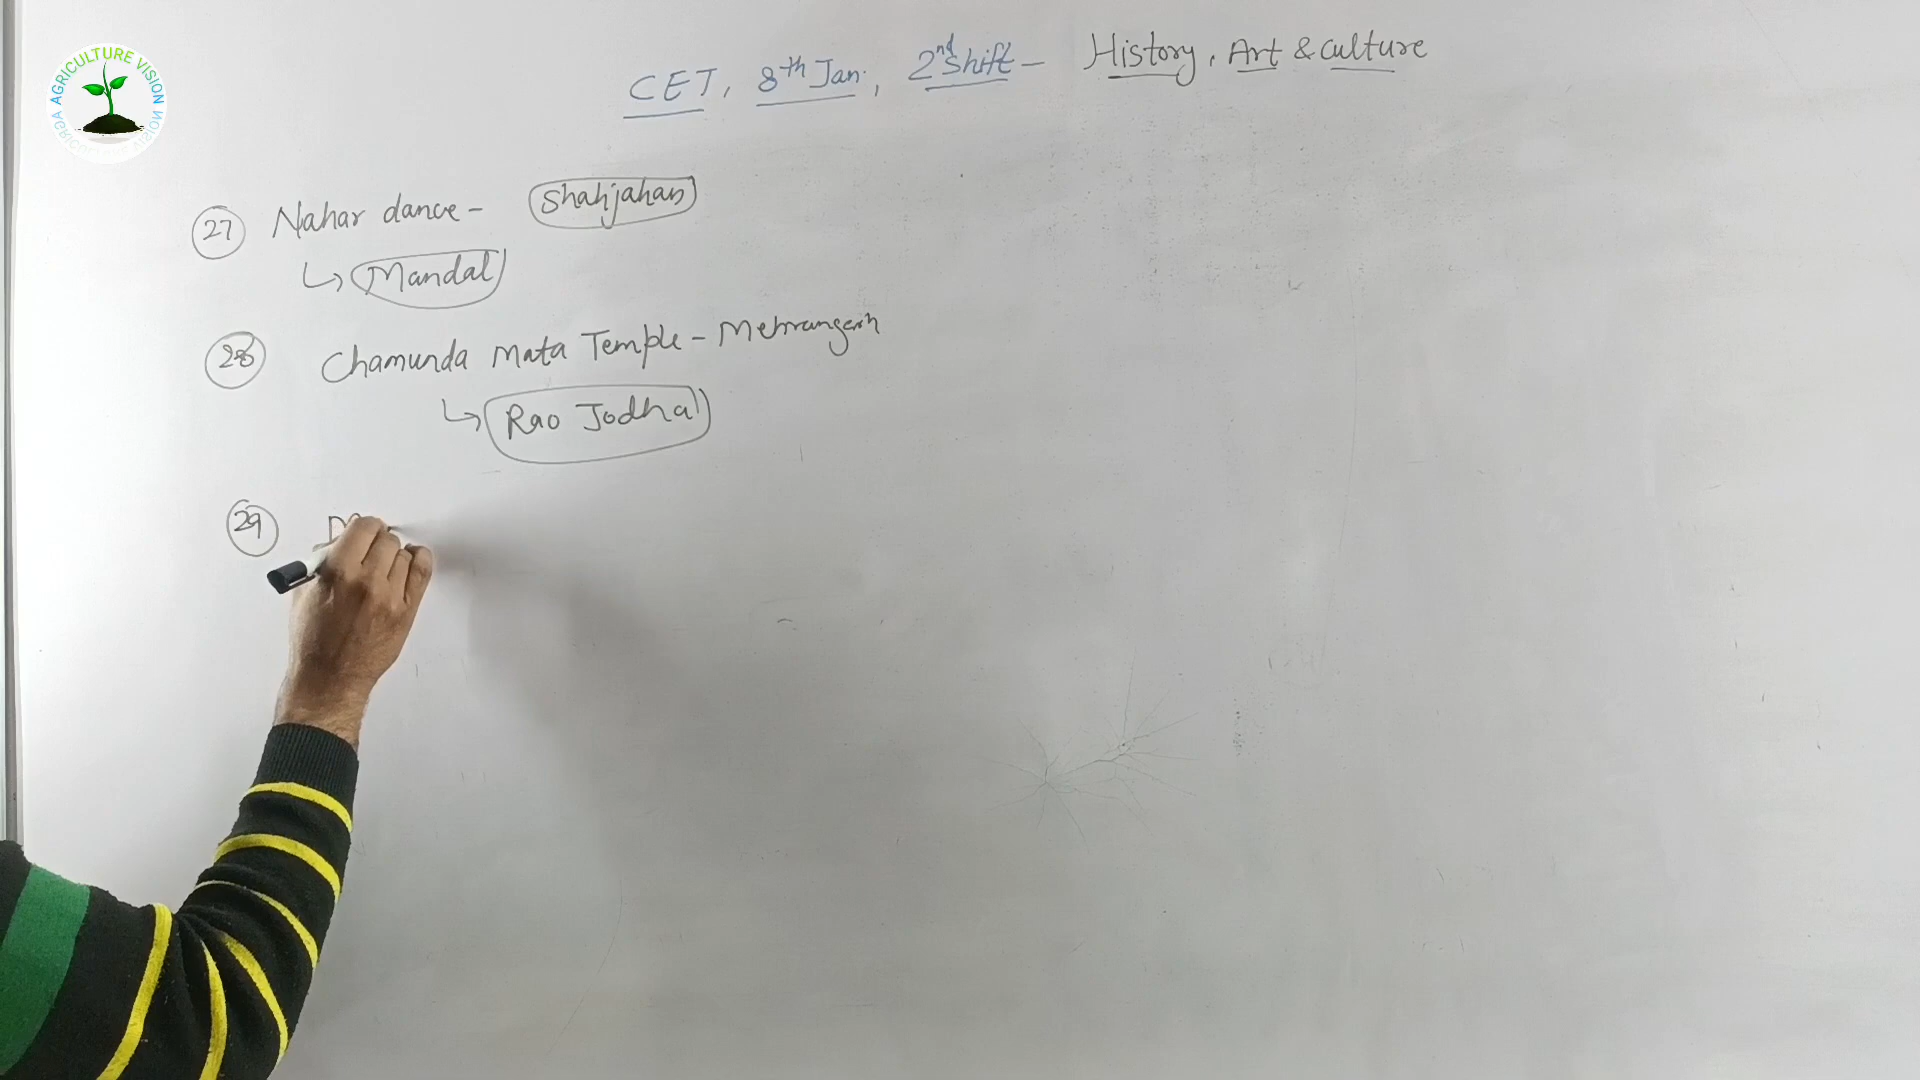 AGRICULTURE VISION
CET, 8th Jan., 2nd Shift - History, Art & culture
27 Nahar dance - Shahjahan
↳ Mandal
28 Chamunda Mata Temple - Mehrangarh
↳ Rao Jodha
29